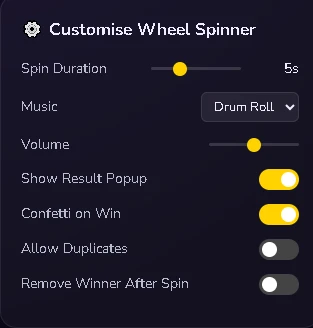 Customise Wheel Spinner
Spin Duration 5s
Music Drum Roll
Volume
Show Result Popup
Confetti on Win
Allow Duplicates
Remove Winner After Spin